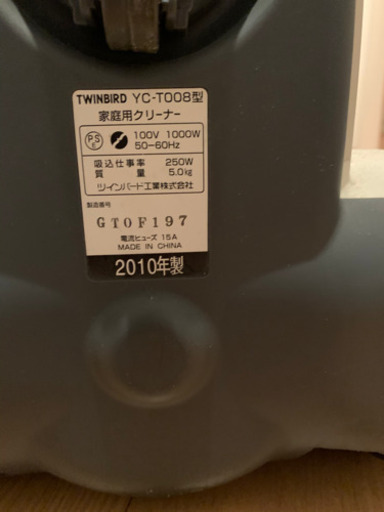 TWINBIRD YC-T008型
家庭用クリーナー
PS E 100V 1000W
50-60Hz
吸込仕事率 250W
質量 5.0kg
ツインバード工業株式会社
製造番号
GT0F197
電流ヒューズ 15A
MADE IN CHINA
2010年製